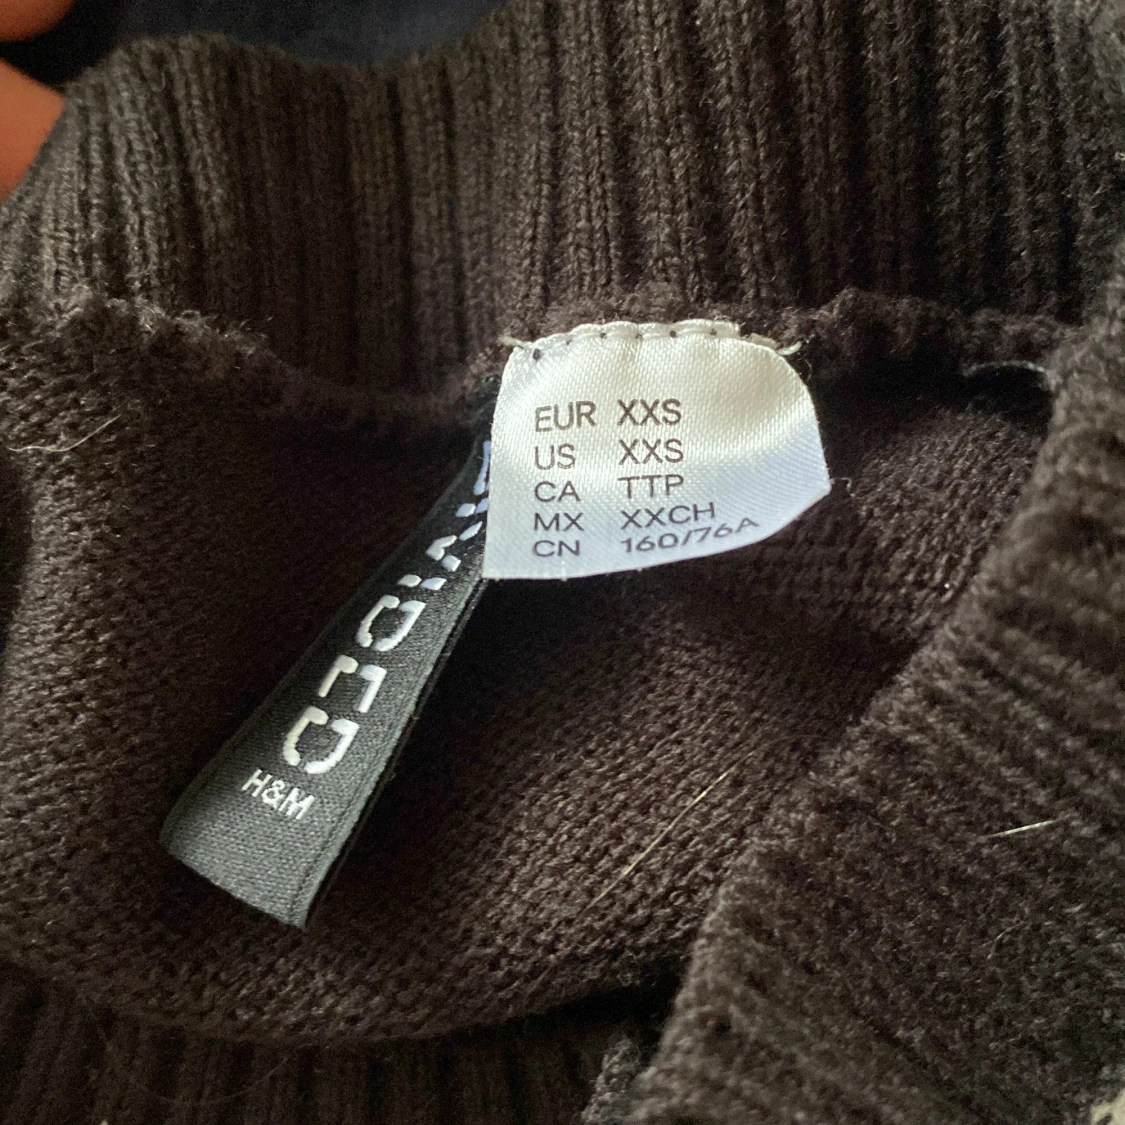 EUR XXS
US XXS
CA TTP
MX XXCH
CN 160/76A
H&M